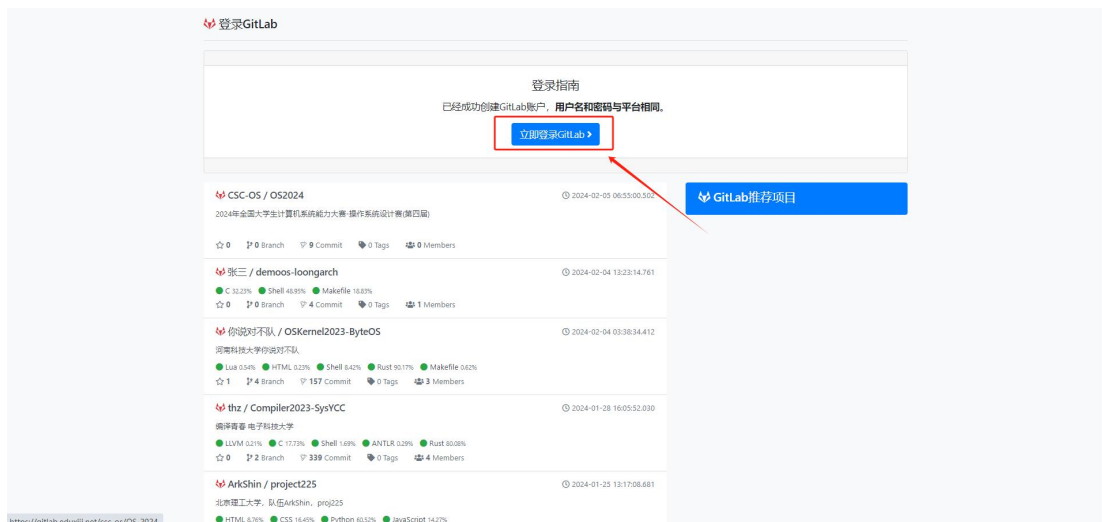 登录GitLab
登录指南
已经成功创建GitLab账户，用户名和密码与平台相同。
立即登录GitLab
CSC-OS / OS2024
2024-02-05 06:55:00.502
GitLab推荐项目
2024年全国大学生计算机系统能力大赛-操作系统设计赛(第四届)
0 0 Branch 9 Commit 0 Tags 0 Members
张三 / demoos-loongarch
2024-02-04 13:23:14.761
C 32.23% Shell 48.95% Makefile 18.83%
0 0 Branch 4 Commit 0 Tags 1 Members
你说对不队 / OSKernel2023-ByteOS
2024-02-04 03:38:34.412
河南科技大学你说对不队
Lua 0.54% HTML 0.23% Shell 8.42% Rust 90.17% Makefile 0.62%
1 4 Branch 157 Commit 0 Tags 3 Members
thz / Compiler2023-SysYCC
2024-01-28 16:05:52.030
编译青春 电子科技大学
LLVM 0.21% C 17.73% Shell 1.69% ANTLR 0.29% Rust 80.08%
0 2 Branch 339 Commit 0 Tags 4 Members
ArkShin / project225
2024-01-25 13:17:08.681
北京理工大学，队伍ArkShin，proj225
HTML 8.76% CSS 16.45% Python 60.52% JavaScript 14.27%